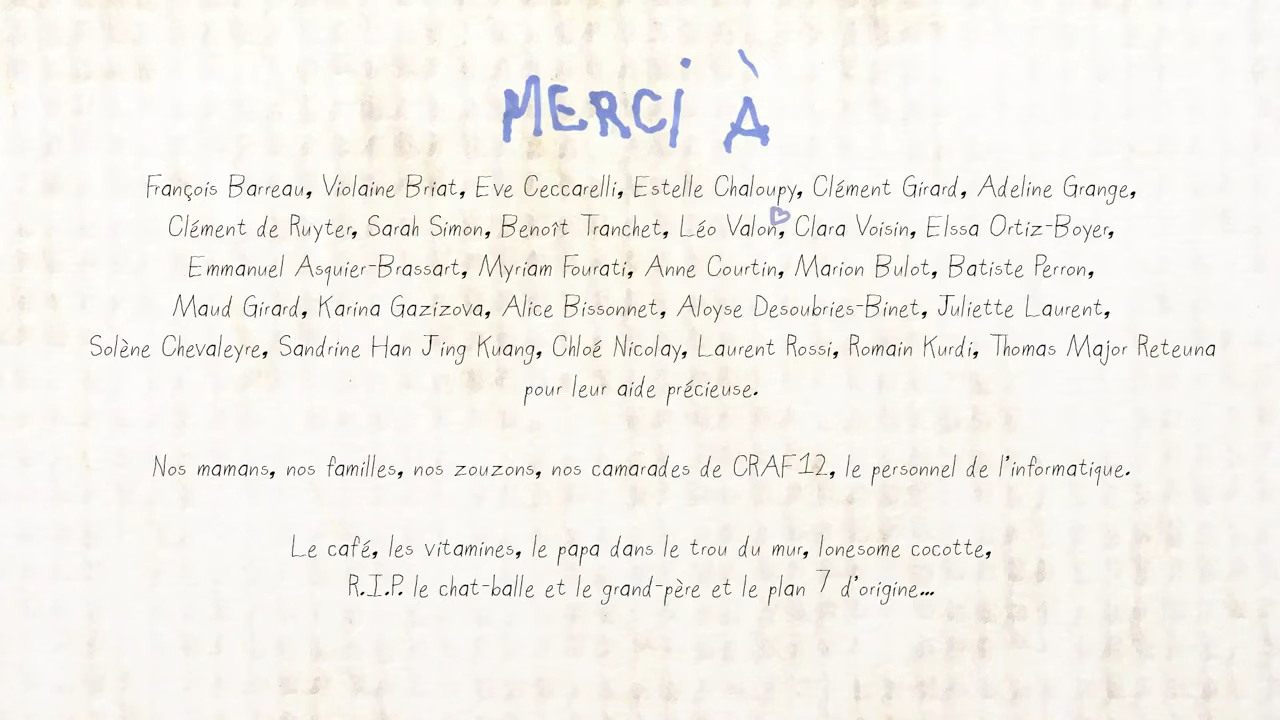 MERCI À
François Barreau, Violaine Briat, Eve Ceccarelli, Estelle Chaloupy, Clément Girard, Adeline Grange,
Clément de Ruyter, Sarah Simon, Benoît Tranchet, Léo Valon, Clara Voisin, Elssa Ortiz-Boyer,
Emmanuel Asquier-Brassart, Myriam Fourati, Anne Courtin, Marion Bulot, Batiste Perron,
Maud Girard, Karina Gazizova, Alice Bissonnet, Aloyse Desoubries-Binet, Juliette Laurent,
Solène Chevaleyre, Sandrine Han Jing Kuang, Chloé Nicolay, Laurent Rossi, Romain Kurdi, Thomas Major Reteuna
pour leur aide précieuse.
Nos mamans, nos familles, nos zouzons, nos camarades de CRAF12, le personnel de l'informatique.
Le café, les vitamines, le papa dans le trou du mur, lonesome cocotte,
R.I.P. le chat-balle et le grand-père et le plan 7 d'origine...